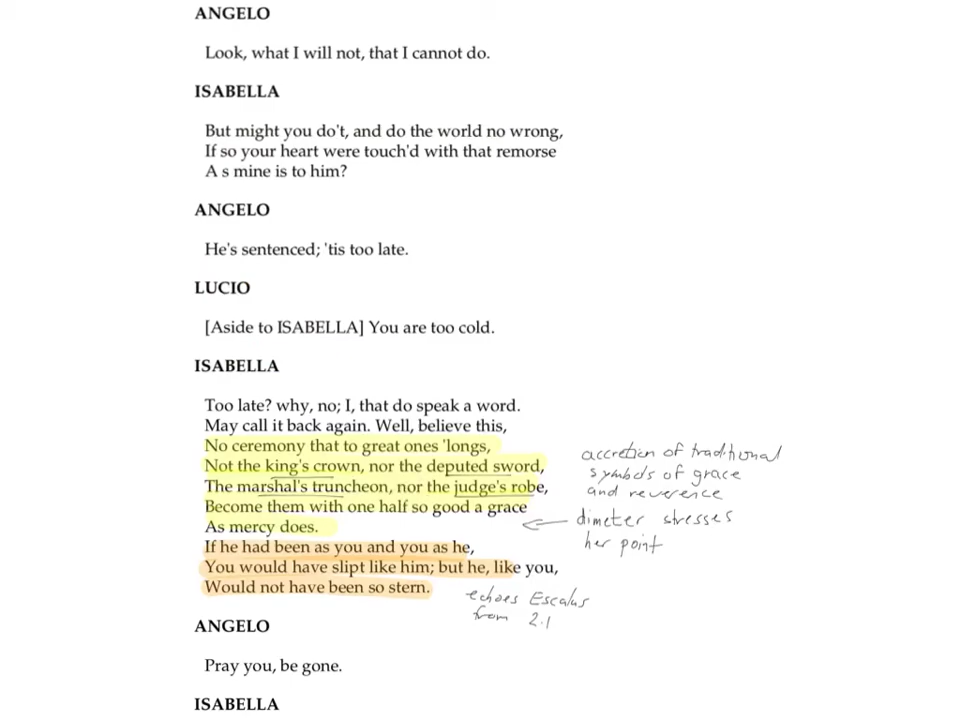 ANGELO
Look, what I will not, that I cannot do.
ISABELLA
But might you do't, and do the world no wrong,
If so your heart were touch'd with that remorse
A s mine is to him?
ANGELO
He's sentenced; 'tis too late.
LUCIO
[Aside to ISABELLA] You are too cold.
ISABELLA
Too late? why, no; I, that do speak a word.
May call it back again. Well, believe this,
No ceremony that to great ones 'longs,
Not the king's crown, nor the deputed sword,
The marshal's truncheon, nor the judge's robe,
Become them with one half so good a grace
As mercy does.
accretion of traditional
symbols of grace
and reverence
dimeter stresses
her point
If he had been as you and you as he,
You would have slipt like him; but he, like you,
Would not have been so stern.
echoes Escalus
from 2.1
ANGELO
Pray you, be gone.
ISABELLA